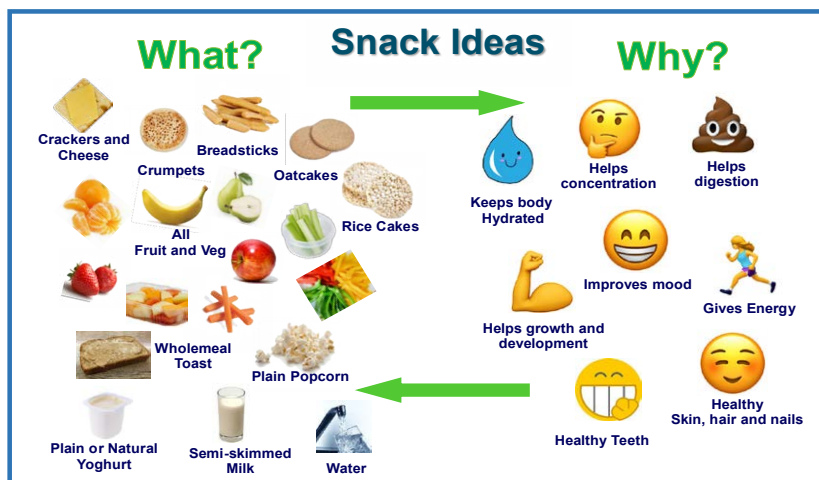 Snack Ideas
What?
Why?
Crackers and
Cheese
Crumpets
Breadsticks
Oatcakes
Rice Cakes
All
Fruit and Veg
Wholemeal
Toast
Plain Popcorn
Plain or Natural
Yoghurt
Semi-skimmed
Milk
Water
Keeps body
Hydrated
Helps
concentration
Helps
digestion
Improves mood
Gives Energy
Helps growth and
development
Healthy Teeth
Healthy
Skin, hair and nails